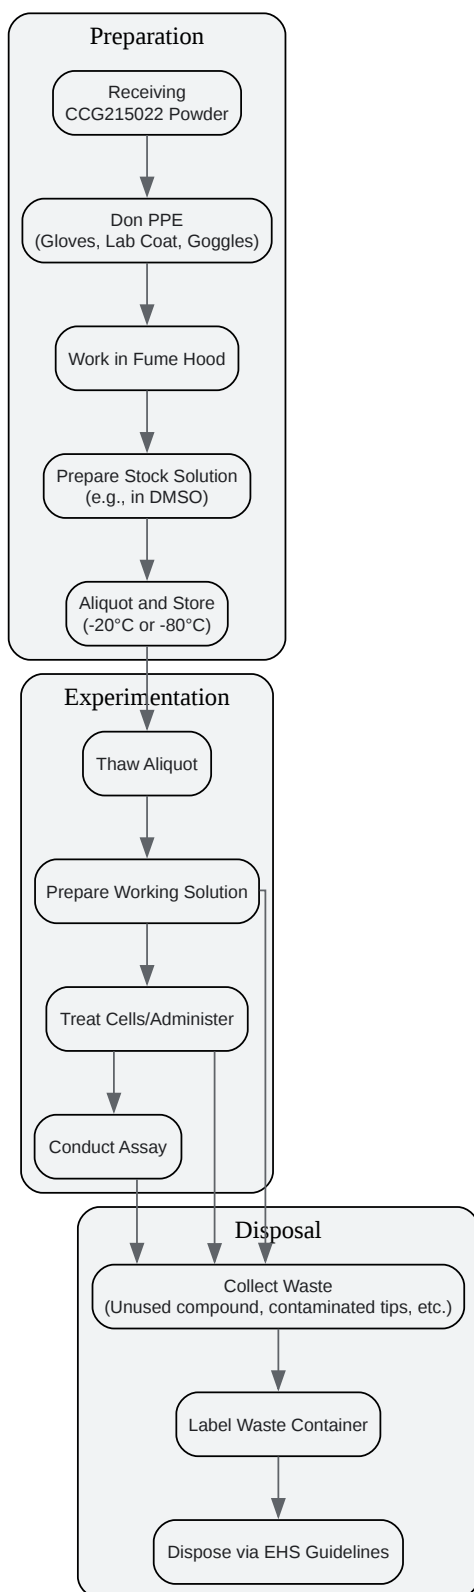 Preparation
Receiving
CCG215022 Powder
Don PPE
(Gloves, Lab Coat, Goggles)
Work in Fume Hood
Prepare Stock Solution
(e.g., in DMSO)
Aliquot and Store
(-20°C or -80°C)
Experimentation
Thaw Aliquot
Prepare Working Solution
Treat Cells/Administer
Conduct Assay
Disposal
Collect Waste
(Unused compound, contaminated tips, etc.)
Label Waste Container
Dispose via EHS Guidelines